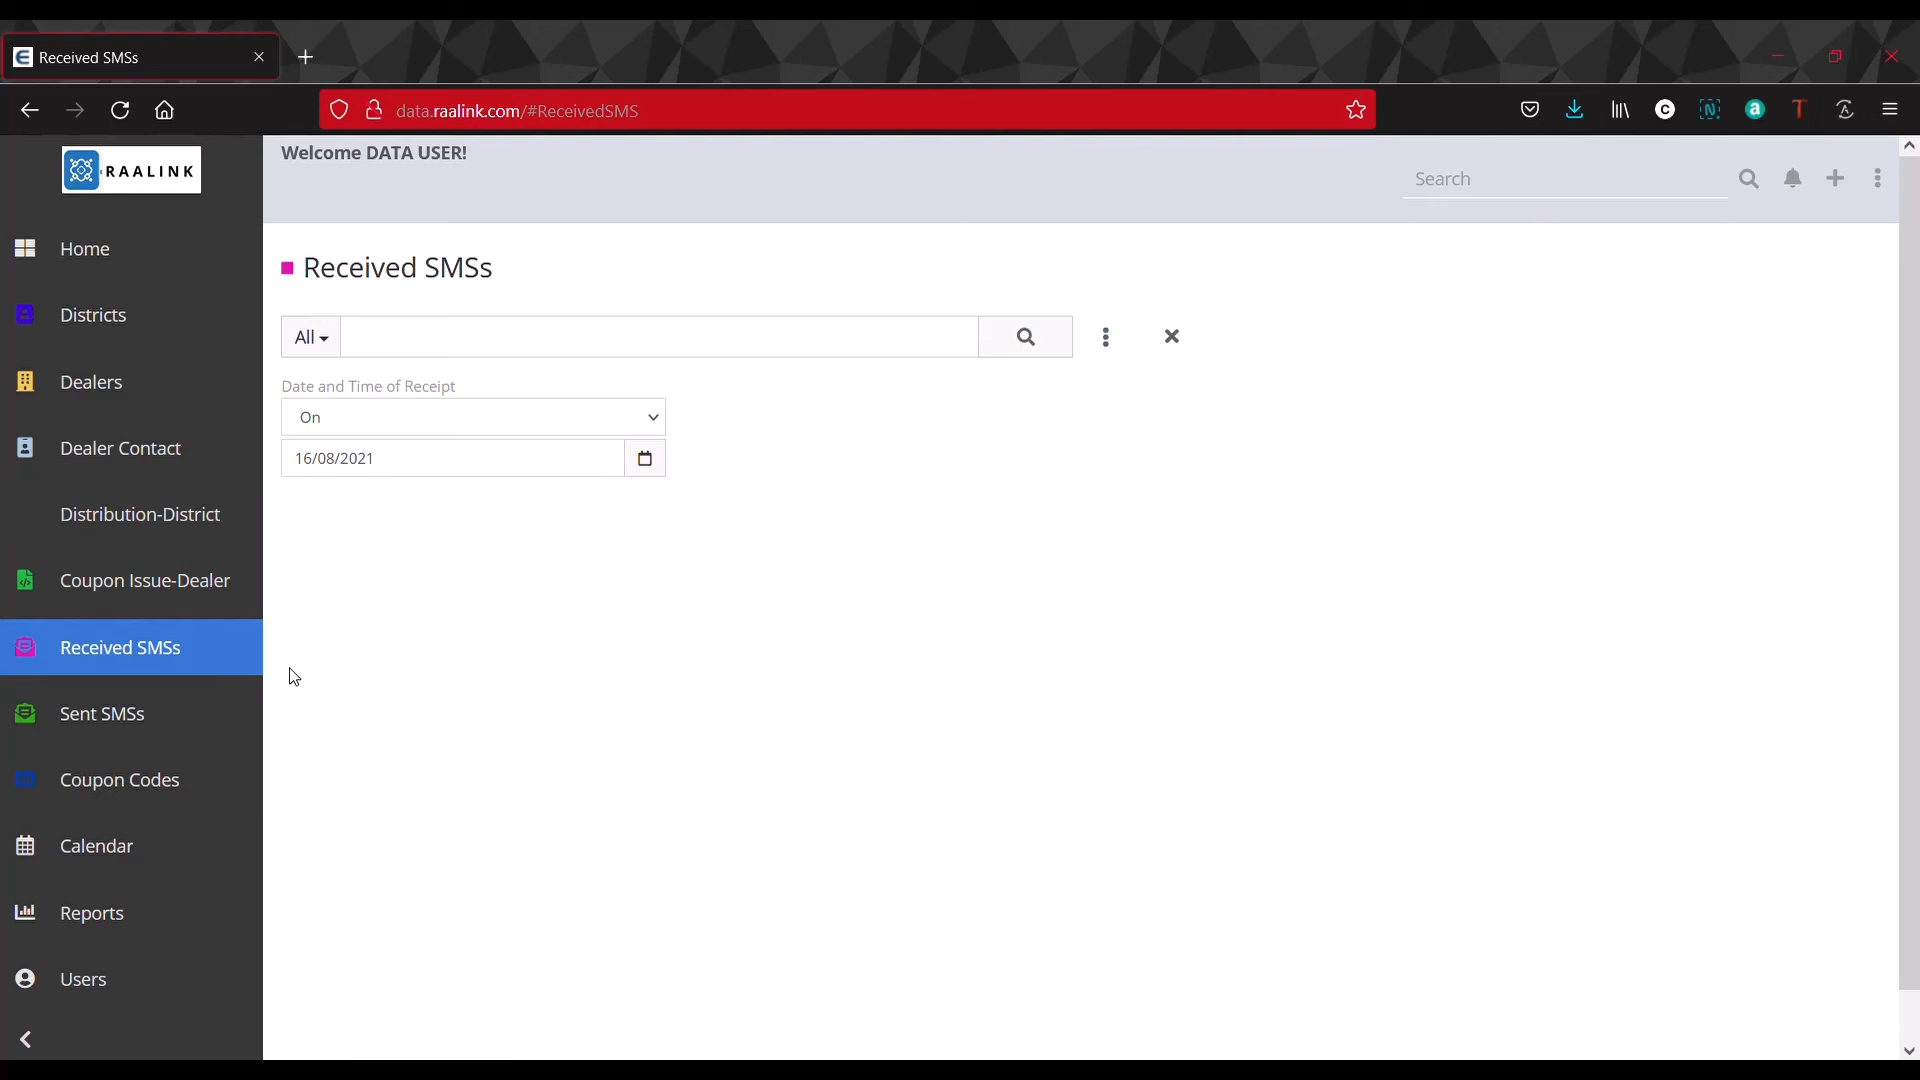 Received SMSs
data.raalink.com/#ReceivedSMS
RAALINK
Welcome DATA USER!
Search
Home
Districts
Dealers
Dealer Contact
Distribution-District
Coupon Issue-Dealer
Received SMSs
Sent SMSs
Coupon Codes
Calendar
Reports
Users
Received SMSs
All
Date and Time of Receipt
On
16/08/2021